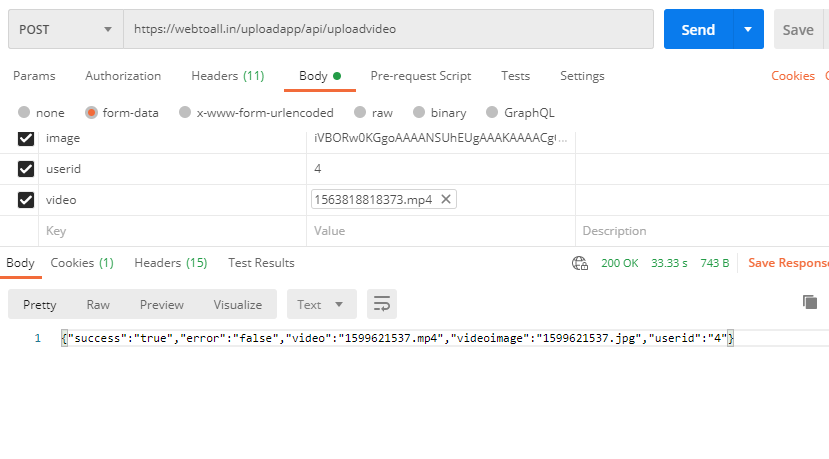 POST https://webtoall.in/uploadapp/api/uploadvideo Send Save
Params Authorization Headers (11) Body Pre-request Script Tests Settings Cookies
none form-data x-www-form-urlencoded raw binary GraphQL
image iVBORw0KGgoAAAANSUhEUgAAAKAAAACg...
userid 4
video 1563818818373.mp4
Key Value Description
Body Cookies (1) Headers (15) Test Results 200 OK 33.33 s 743 B Save Response
Pretty Raw Preview Visualize Text
1 {"success":"true","error":"false","video":"1599621537.mp4","videoimage":"1599621537.jpg","userid":"4"}